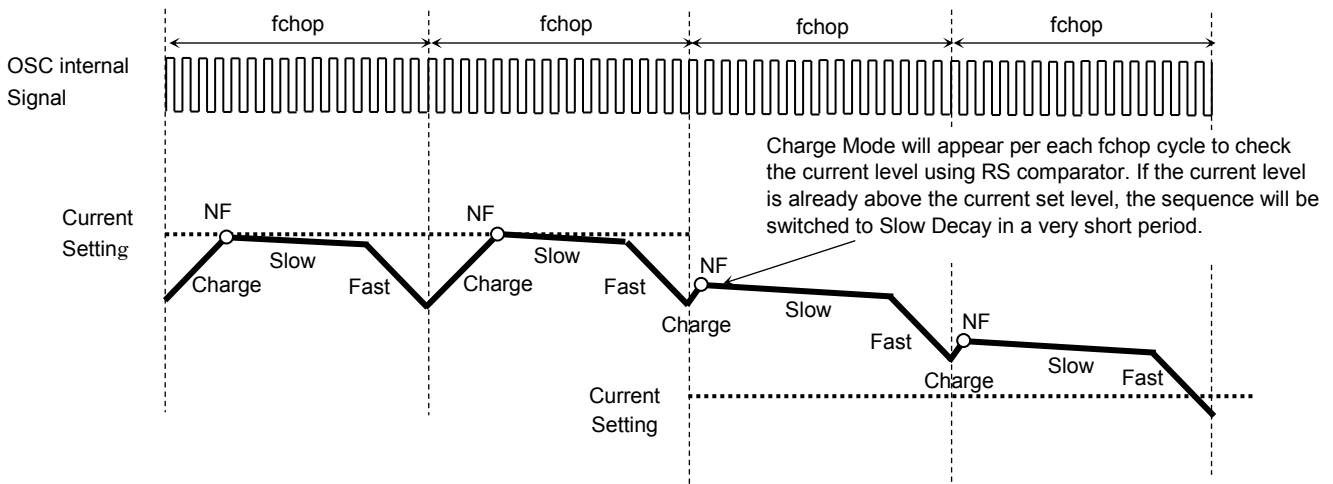 fchop fchop fchop fchop
OSC internal
Signal
Charge Mode will appear per each fchop cycle to check
the current level using RS comparator. If the current level
is already above the current set level, the sequence will be
switched to Slow Decay in a very short period.
Current
Setting
NF
Slow
Charge
Fast
NF
Slow
Charge
Fast
NF
Slow
Charge
Fast
NF
Slow
Charge
Fast
Current
Setting